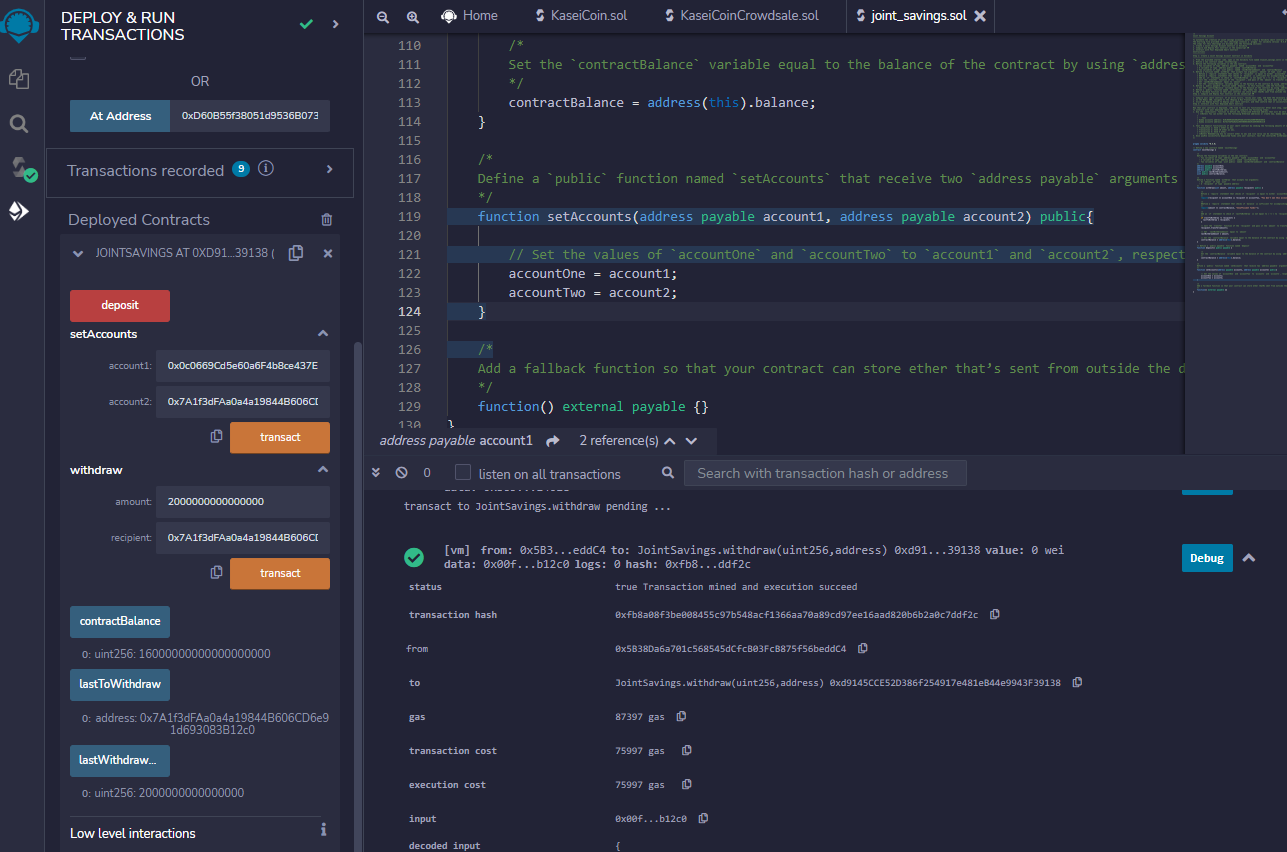 DEPLOY & RUN
TRANSACTIONS
OR
At Address 0xD60B55f38051d9536B073
Transactions recorded 9
Deployed Contracts
JOINTSAVINGS AT 0XD91...39138 (
deposit
setAccounts
account1: 0x0c0669Cd5e60a6F4b8ce437E
account2: 0x7A1f3dFAa0a4a19844B606CD
transact
withdraw
amount: 2000000000000000
recipient: 0x7A1f3dFAa0a4a19844B606CD
transact
contractBalance
0: uint256: 16000000000000000000
lastToWithdraw
0: address: 0x7A1f3dFAa0a4a19844B606CD6e9
1d693083B12c0
lastWithdraw...
0: uint256: 2000000000000000
Low level interactions
Home KaseiCoin.sol KaseiCoinCrowdsale.sol joint_savings.sol
110 /*
111 Set the `contractBalance` variable equal to the balance of the contract by using `addres
112 */
113 contractBalance = address(this).balance;
114 }
115
116 /*
117 Define a `public` function named `setAccounts` that receive two `address payable` arguments
118 */
119 function setAccounts(address payable account1, address payable account2) public{
120
121 // Set the values of `accountOne` and `accountTwo` to `account1` and `account2`, respect
122 accountOne = account1;
123 accountTwo = account2;
124 }
125
126 /*
127 Add a fallback function so that your contract can store ether that’s sent from outside the d
128 */
129 function() external payable {}
130 }
address payable account1 2 reference(s)
0 listen on all transactions Search with transaction hash or address
transact to JointSavings.withdraw pending ...
[vm] from: 0x5B3...eddC4 to: JointSavings.withdraw(uint256,address) 0xd91...39138 value: 0 wei
data: 0x00f...b12c0 logs: 0 hash: 0xfb8...ddf2c
Debug
status true Transaction mined and execution succeed
transaction hash 0xfb8a08f3be008455c97b548acf1366aa70a89cd97ee16aad820b6b2a0c7ddf2c
from 0x5B38Da6a701c568545dCfcB03FcB875f56beddC4
to JointSavings.withdraw(uint256,address) 0xd9145CCE52D386f254917e481eB44e9943F39138
gas 87397 gas
transaction cost 75997 gas
execution cost 75997 gas
input 0x00f...b12c0
decoded input {